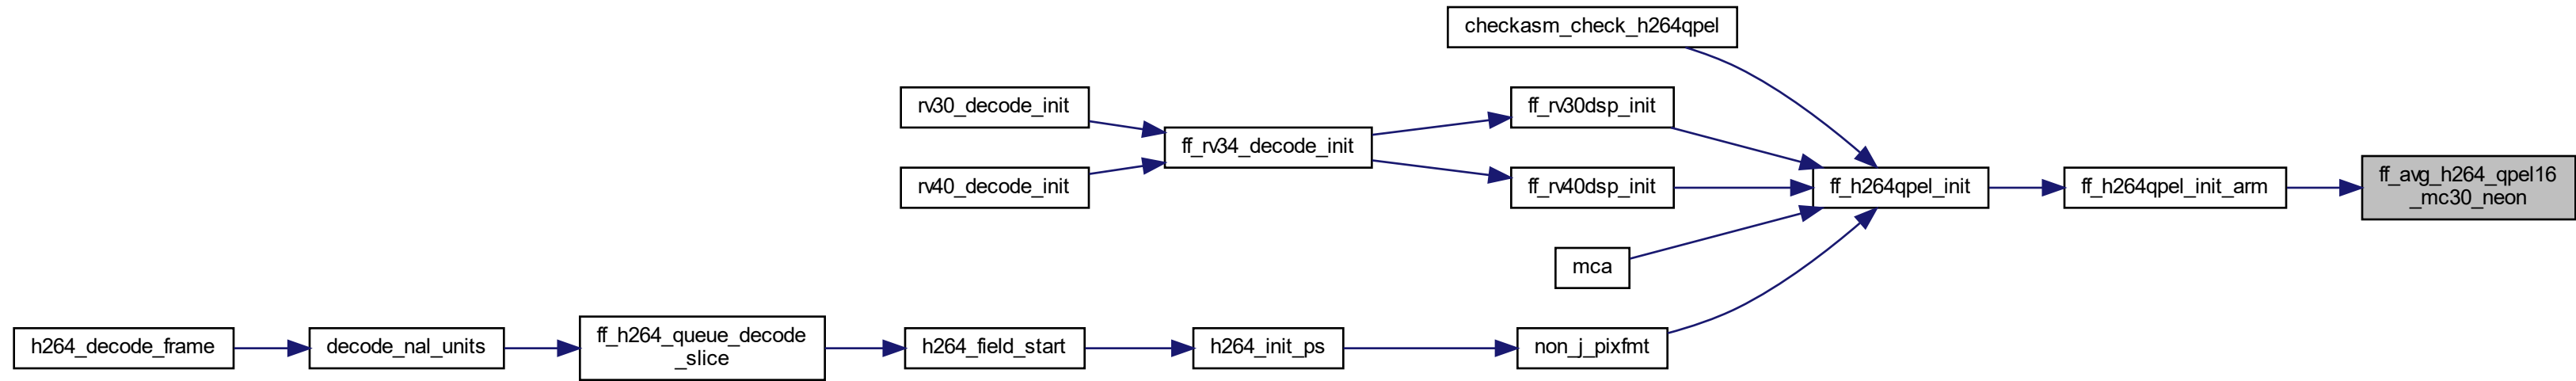 checkasm_check_h264qpel
rv30_decode_init
ff_rv30dsp_init
ff_rv34_decode_init
ff_avg_h264_qpel16
_mc30_neon
rv40_decode_init
ff_rv40dsp_init
ff_h264qpel_init
ff_h264qpel_init_arm
mca
h264_decode_frame
decode_nal_units
ff_h264_queue_decode
_slice
h264_field_start
h264_init_ps
non_j_pixfmt